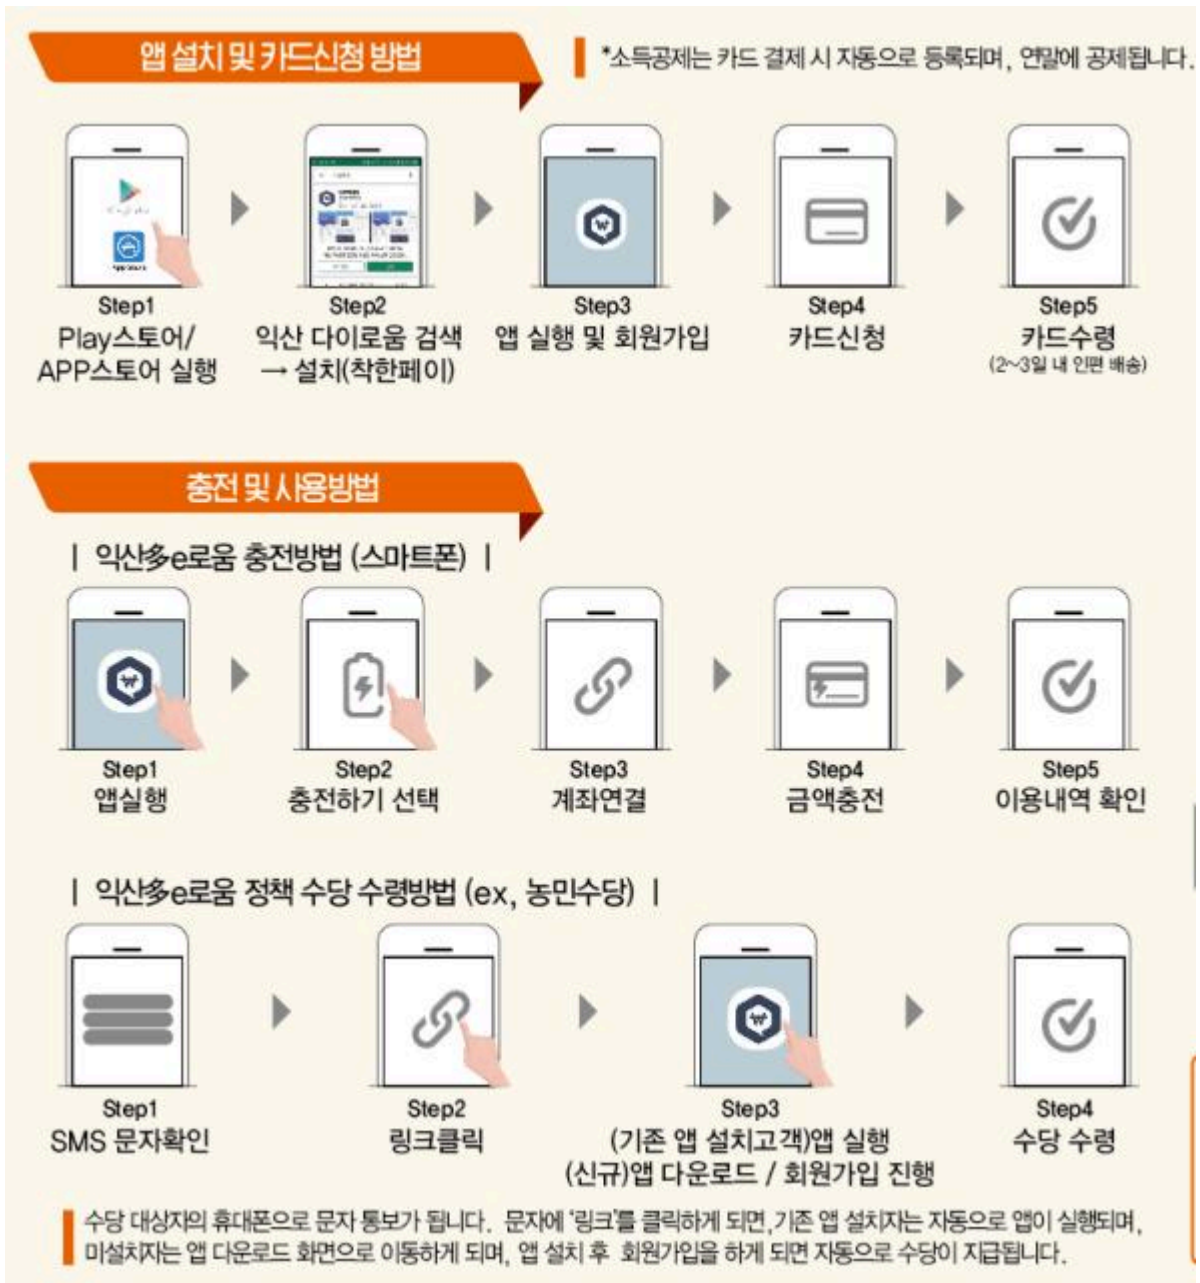 앱 설치 및 카드신청 방법
*소득공제는 카드 결제 시 자동으로 등록되며, 연말에 공제됩니다.
Step1
Play스토어/
APP스토어 실행
Step2
익산 다이로움 검색
→ 설치(착한페이)
Step3
앱 실행 및 회원가입
Step4
카드신청
Step5
카드수령
(2~3일 내 인편 배송)
충전 및 사용방법
| 익산多e로움 충전방법 (스마트폰) |
Step1
앱실행
Step2
충전하기 선택
Step3
계좌연결
Step4
금액충전
Step5
이용내역 확인
| 익산多e로움 정책 수당 수령방법 (ex, 농민수당) |
Step1
SMS 문자확인
Step2
링크클릭
Step3
(기존 앱 설치고객)앱 실행
(신규)앱 다운로드 / 회원가입 진행
Step4
수당 수령
수당 대상자의 휴대폰으로 문자 통보가 됩니다. 문자에 '링크'를 클릭하게 되면, 기존 앱 설치자는 자동으로 앱이 실행되며,
미설치자는 앱 다운로드 화면으로 이동하게 되며, 앱 설치 후 회원가입을 하게 되면 자동으로 수당이 지급됩니다.